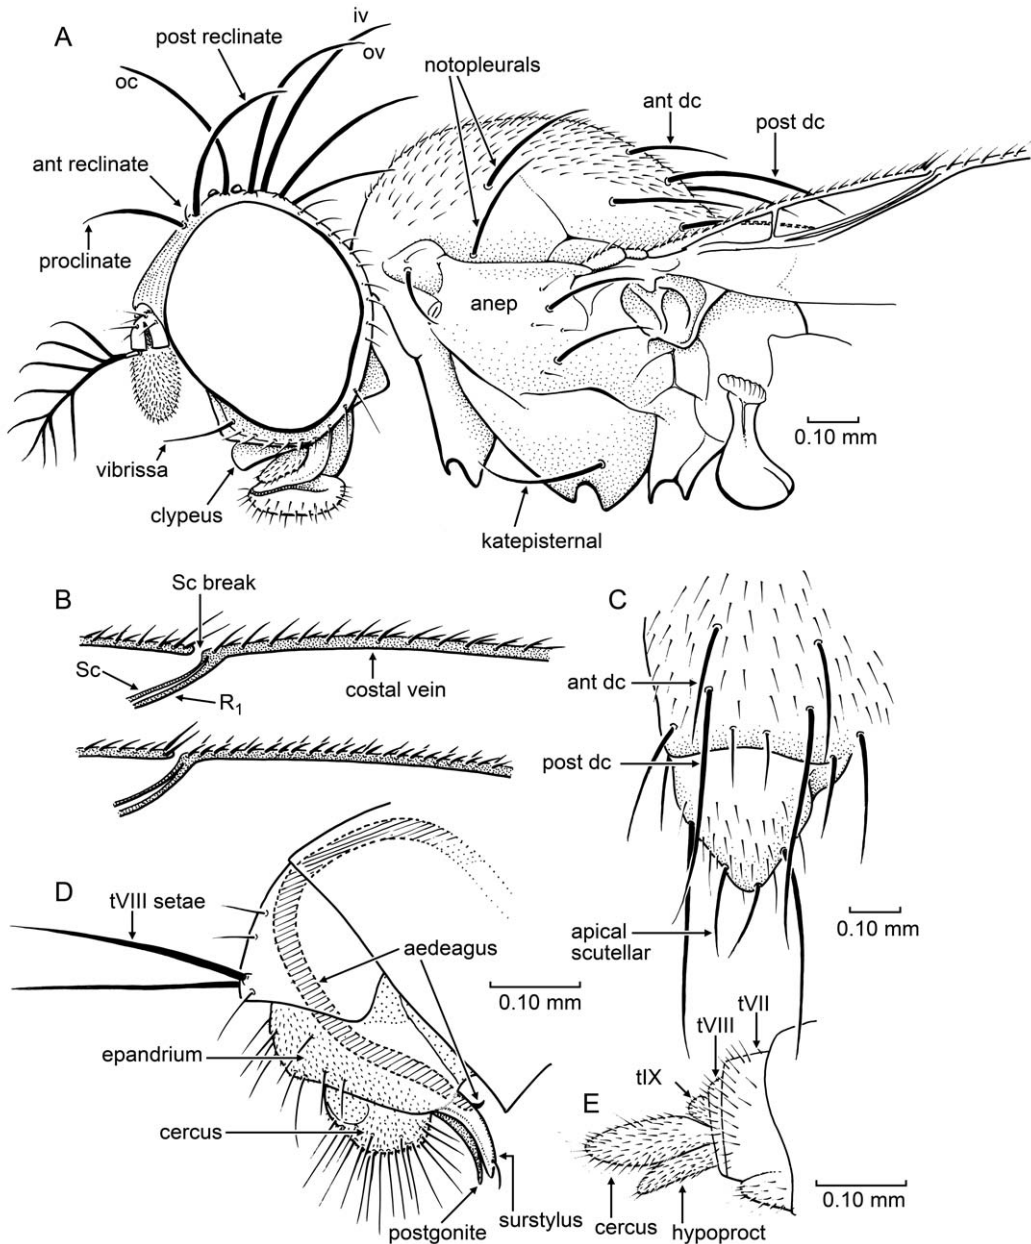 A
post reclinate
iv
ov
oc
notopleurals
ant dc
post dc
ant reclinate
proclinate
anep
0.10 mm
vibrissa
clypeus
katepisternal
B
Sc break
Sc
R1
costal vein
C
ant dc
post dc
0.10 mm
apical
scutellar
D
tVIII setae
aedeagus
0.10 mm
epandrium
cercus
postgonite
surstylus
tVII
tVIII
tIX
E
cercus
hypoproct
0.10 mm